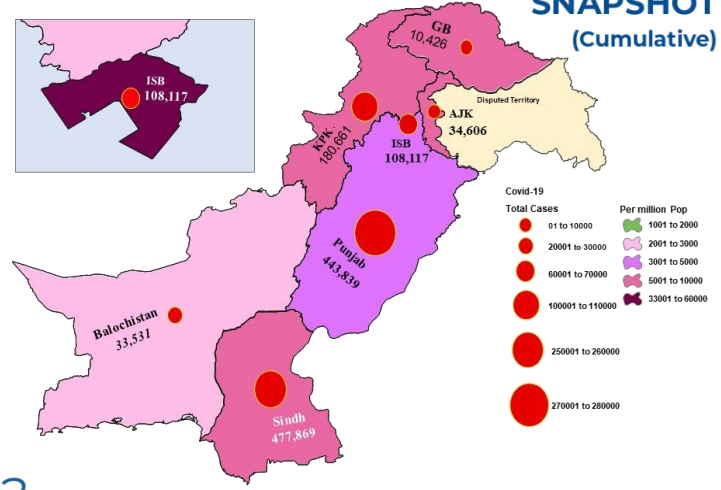 SNAPSHOT
(Cumulative)
ISB
108,117
GB
10,426
Disputed Territory
AJK
34,606
KPK
180,661
ISB
108,117
Punjab
443,839
Balochistan
33,531
Sindh
477,869
Covid-19
Total Cases
01 to 10000
20001 to 30000
60001 to 70000
100001 to 110000
250001 to 260000
270001 to 280000
Per million Pop
1001 to 2000
2001 to 3000
3001 to 5000
5001 to 10000
33001 to 60000